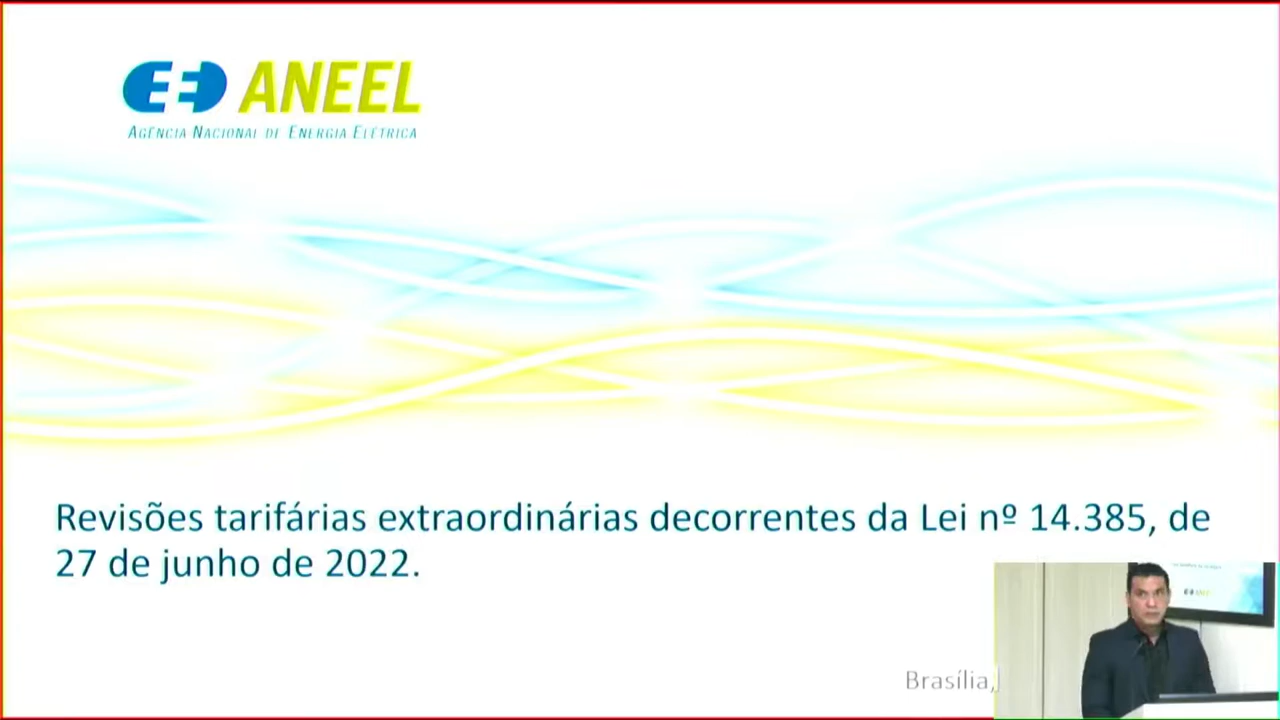 ANEEL
AGÊNCIA NACIONAL DE ENERGIA ELÉTRICA
Revisões tarifárias extraordinárias decorrentes da Lei nº 14.385, de
27 de junho de 2022.
Brasília,
ANEEL